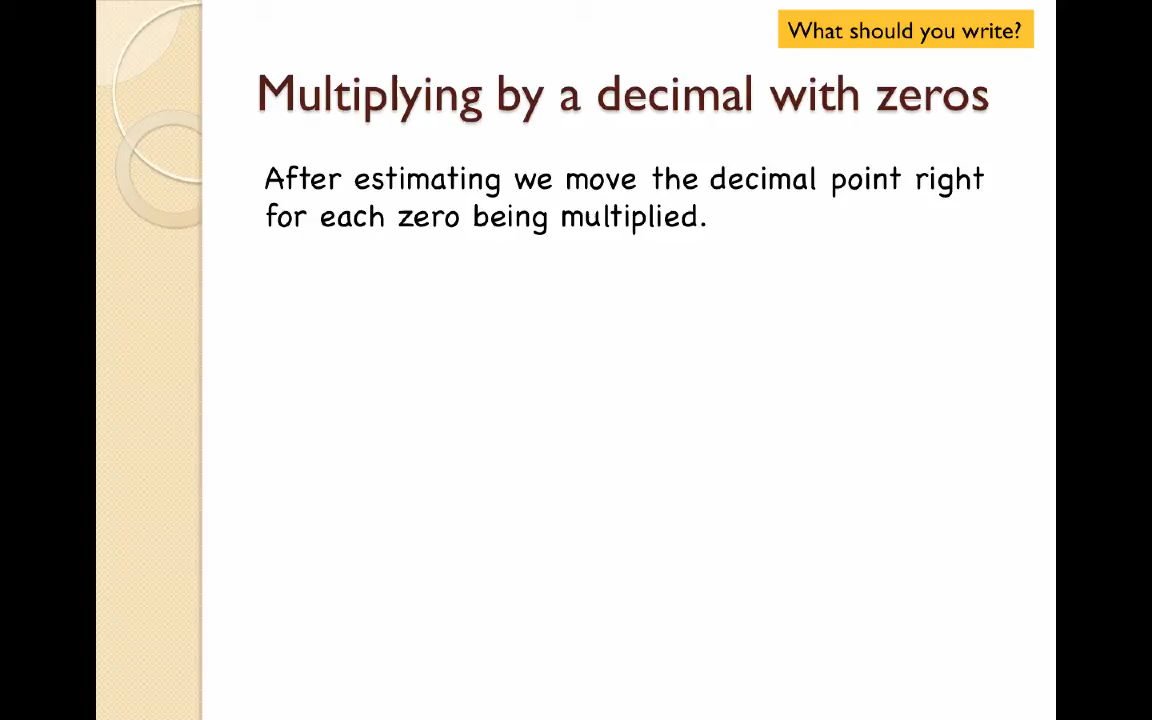 What should you write?
Multiplying by a decimal with zeros
After estimating we move the decimal point right
for each zero being multiplied.